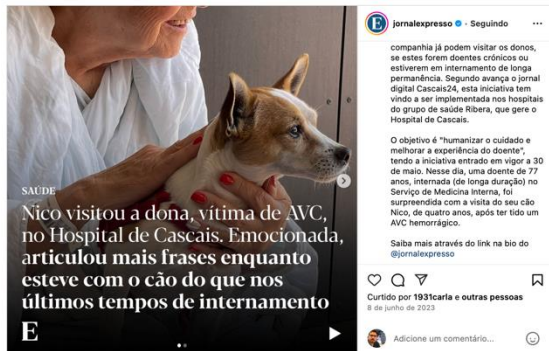 SAÚDE
Nico visitou a dona, vítima de AVC,
no Hospital de Cascais. Emocionada,
articulou mais frases enquanto
esteve com o cão do que nos
últimos tempos de internamento
E
E
jornalexpresso • Seguindo
companhia já podem visitar os donos,
se estes forem doentes crónicos ou
estiverem em internamento de longa
permanência. Segundo avança o jornal
digital Cascais24, esta iniciativa tem
vindo a ser implementada nos hospitais
do grupo de saúde Ribera, que gere o
Hospital de Cascais.
O objetivo é "humanizar o cuidado e
melhorar a experiência do doente",
tendo a iniciativa entrado em vigor a 30
de maio. Nesse dia, uma doente de 77
anos, internada (de longa duração) no
Serviço de Medicina Interna, foi
surpreendida com a visita do seu cão
Nico, de quatro anos, após ter tido um
AVC hemorrágico.
Saiba mais através do link na bio do
@jornalexpresso
Curtido por 1931carla e outras pessoas
8 de junho de 2023
Adicione um comentário...